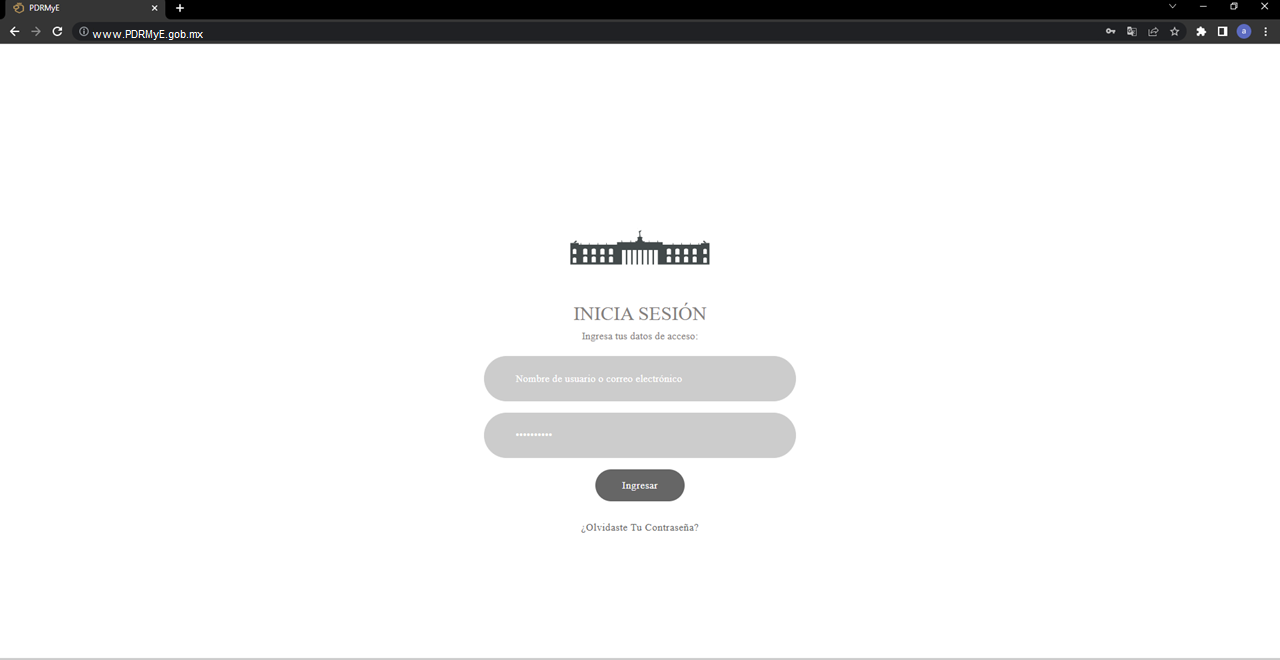 PDRMyE
www.PDRMyE.gob.mx
a
INICIA SESIÓN
Ingresa tus datos de acceso:
Nombre de usuario o correo electrónico
••••••••••
Ingresar
¿Olvidaste Tu Contraseña?